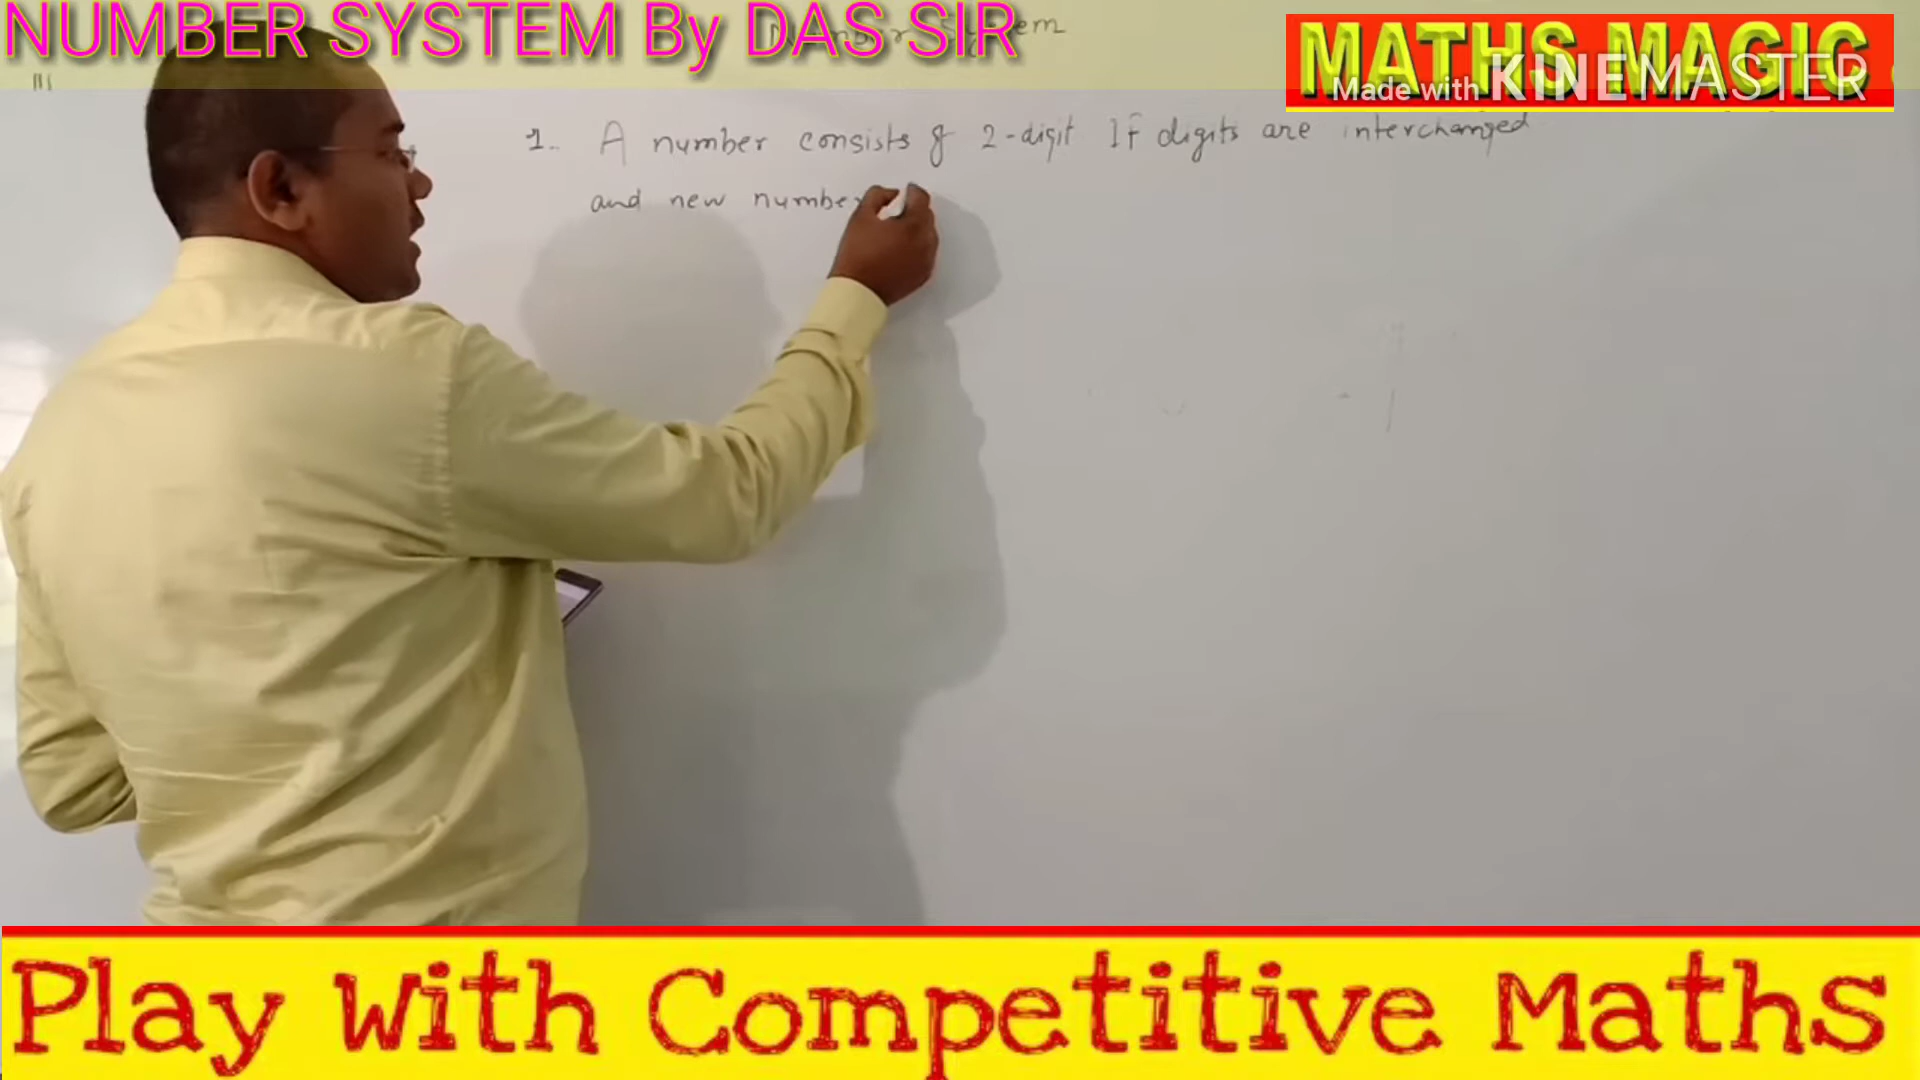 NUMBER SYSTEM By DAS SIR
MATHS MAGIC
Made with KINEMASTER
1. A number consists of 2-digit If digits are interchanged
and new number
Play With Competitive Maths